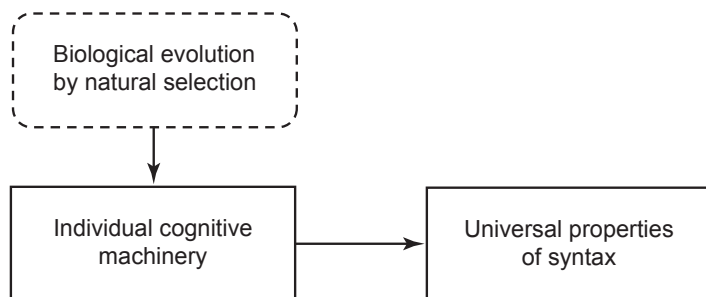 Biological evolution
by natural selection
Individual cognitive
machinery
Universal properties
of syntax